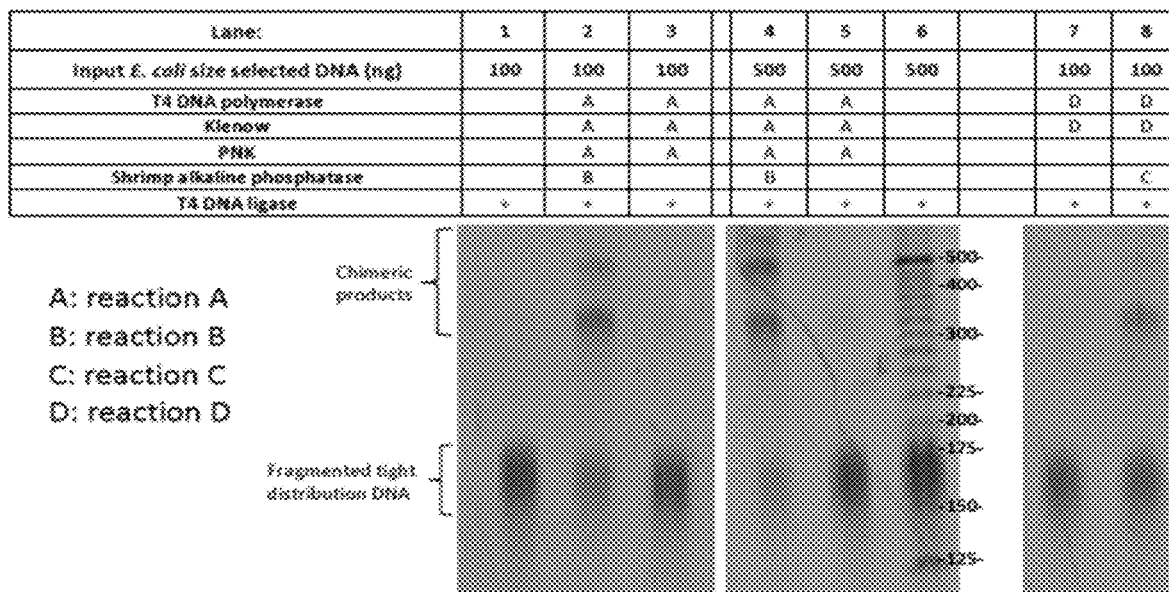 Lane: 1 2 3 4 5 6 7 8
Input E. coli size selected DNA (ng) 100 100 100 500 500 500 100 100
T4 DNA polymerase A A A A D D
Klenow A A A A D D
PNK A A A A
Shrimp alkaline phosphatase B B C
T4 DNA ligase + + + + + + + +
Chimeric
products
A: reaction A
B: reaction B
C: reaction C
D: reaction D
Fragmented tight
distribution DNA
-500-
-400-
-300-
-225-
-200-
-175-
-150-
-125-